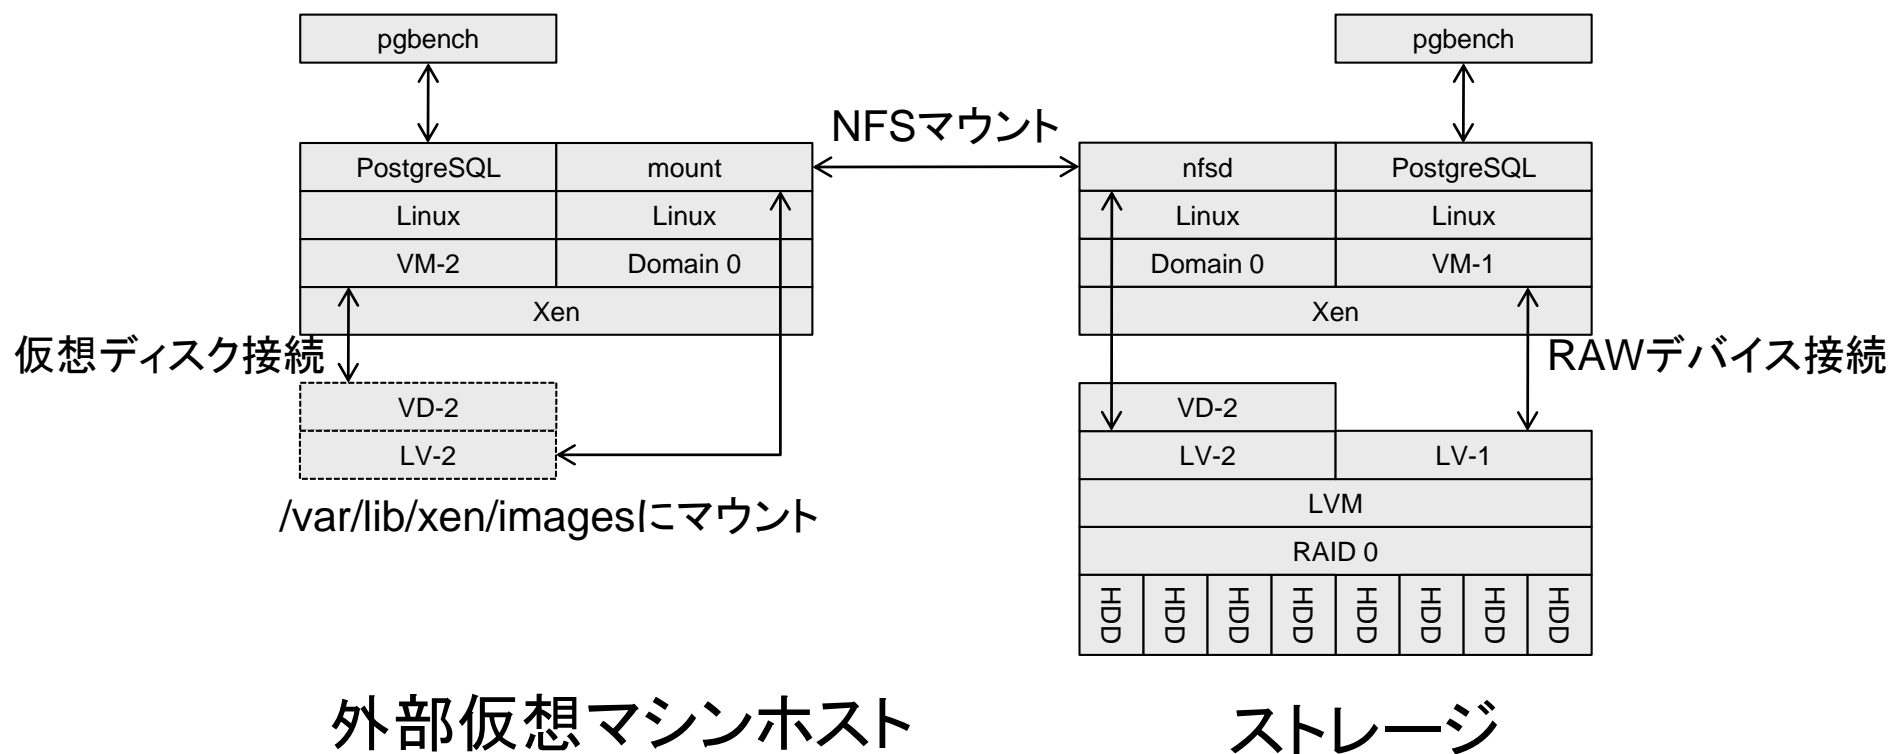 pgbench
pgbench
NFSマウント
PostgreSQL
mount
nfsd
PostgreSQL
Linux
Linux
Linux
Linux
VM-2
Domain 0
Domain 0
VM-1
Xen
Xen
仮想ディスク接続
RAWデバイス接続
VD-2
VD-2
LV-2
LV-2
LV-1
/var/lib/xen/imagesにマウント
LVM
RAID 0
HDD
HDD
HDD
HDD
HDD
HDD
HDD
HDD
外部仮想マシンホスト
ストレージ